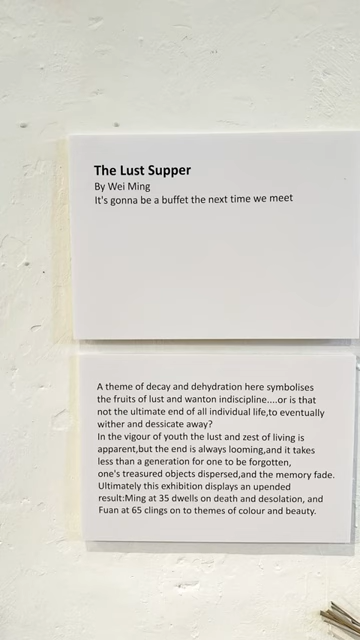 The Lust Supper
By Wei Ming
It's gonna be a buffet the next time we meet
A theme of decay and dehydration here symbolises
the fruits of lust and wanton indiscipline....or is that
not the ultimate end of all individual life,to eventually
wither and dessicate away?
In the vigour of youth the lust and zest of living is
apparent,but the end is always looming,and it takes
less than a generation for one to be forgotten,
one's treasured objects dispersed,and the memory fade.
Ultimately this exhibition displays an upended
result:Ming at 35 dwells on death and desolation, and
Fuan at 65 clings on to themes of colour and beauty.